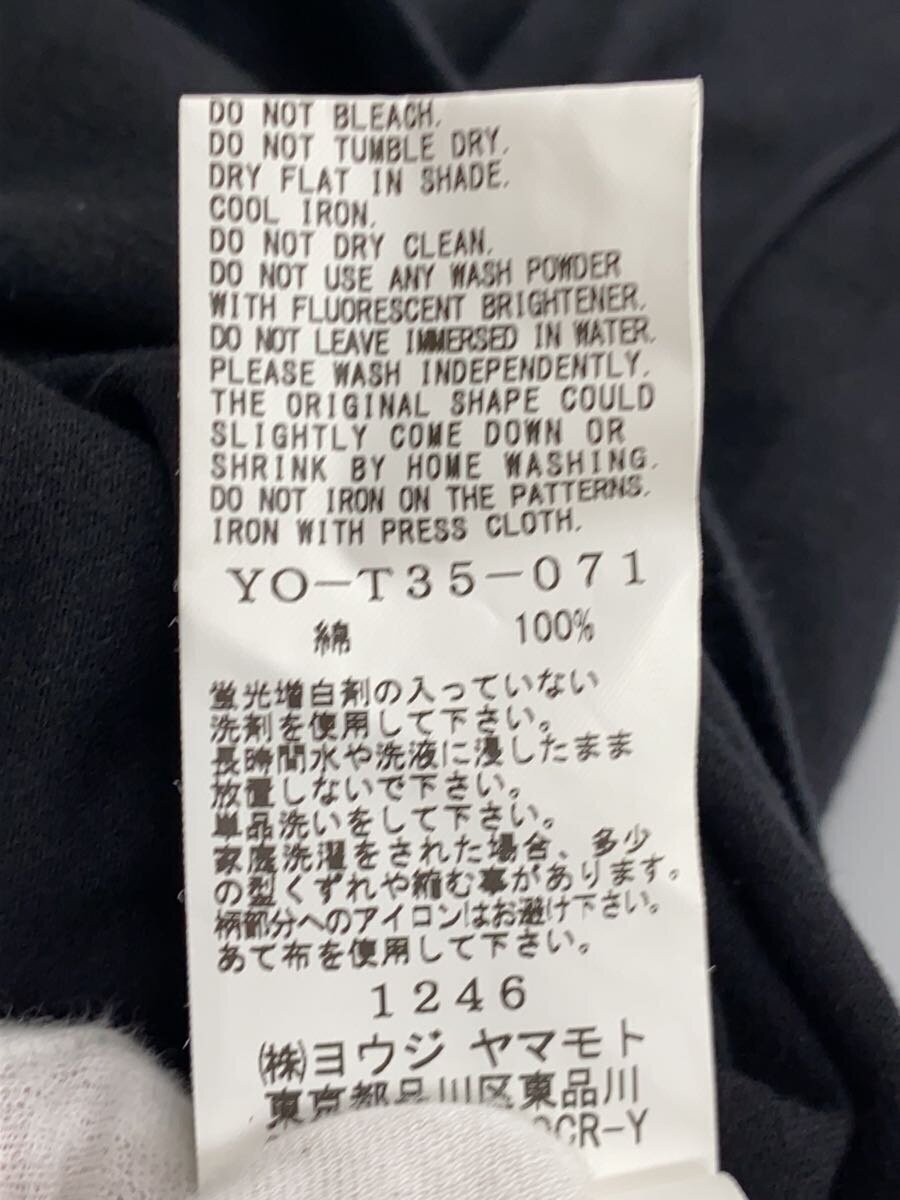 DO NOT BLEACH.
DO NOT TUMBLE DRY.
DRY FLAT IN SHADE.
COOL IRON.
DO NOT DRY CLEAN.
DO NOT USE ANY WASH POWDER
WITH FLUORESCENT BRIGHTENER.
DO NOT LEAVE IMMERSED IN WATER.
PLEASE WASH INDEPENDENTLY.
THE ORIGINAL SHAPE COULD
SLIGHTLY COME DOWN OR
SHRINK BY HOME WASHING.
DO NOT IRON ON THE PATTERNS.
IRON WITH PRESS CLOTH.
YO-T35-071
綿 100%
蛍光増白剤の入っていない
洗剤を使用して下さい。
長時間水や洗液に浸したまま
放置しないで下さい。
単品洗いをして下さい。
家庭洗濯をされた場合、多少
の型くずれや縮む事があります。
柄部分へのアイロンはお避け下さい。
あて布を使用して下さい。
1246
(株)ヨウジ ヤマモト
東京都品川区東品川
CR-Y